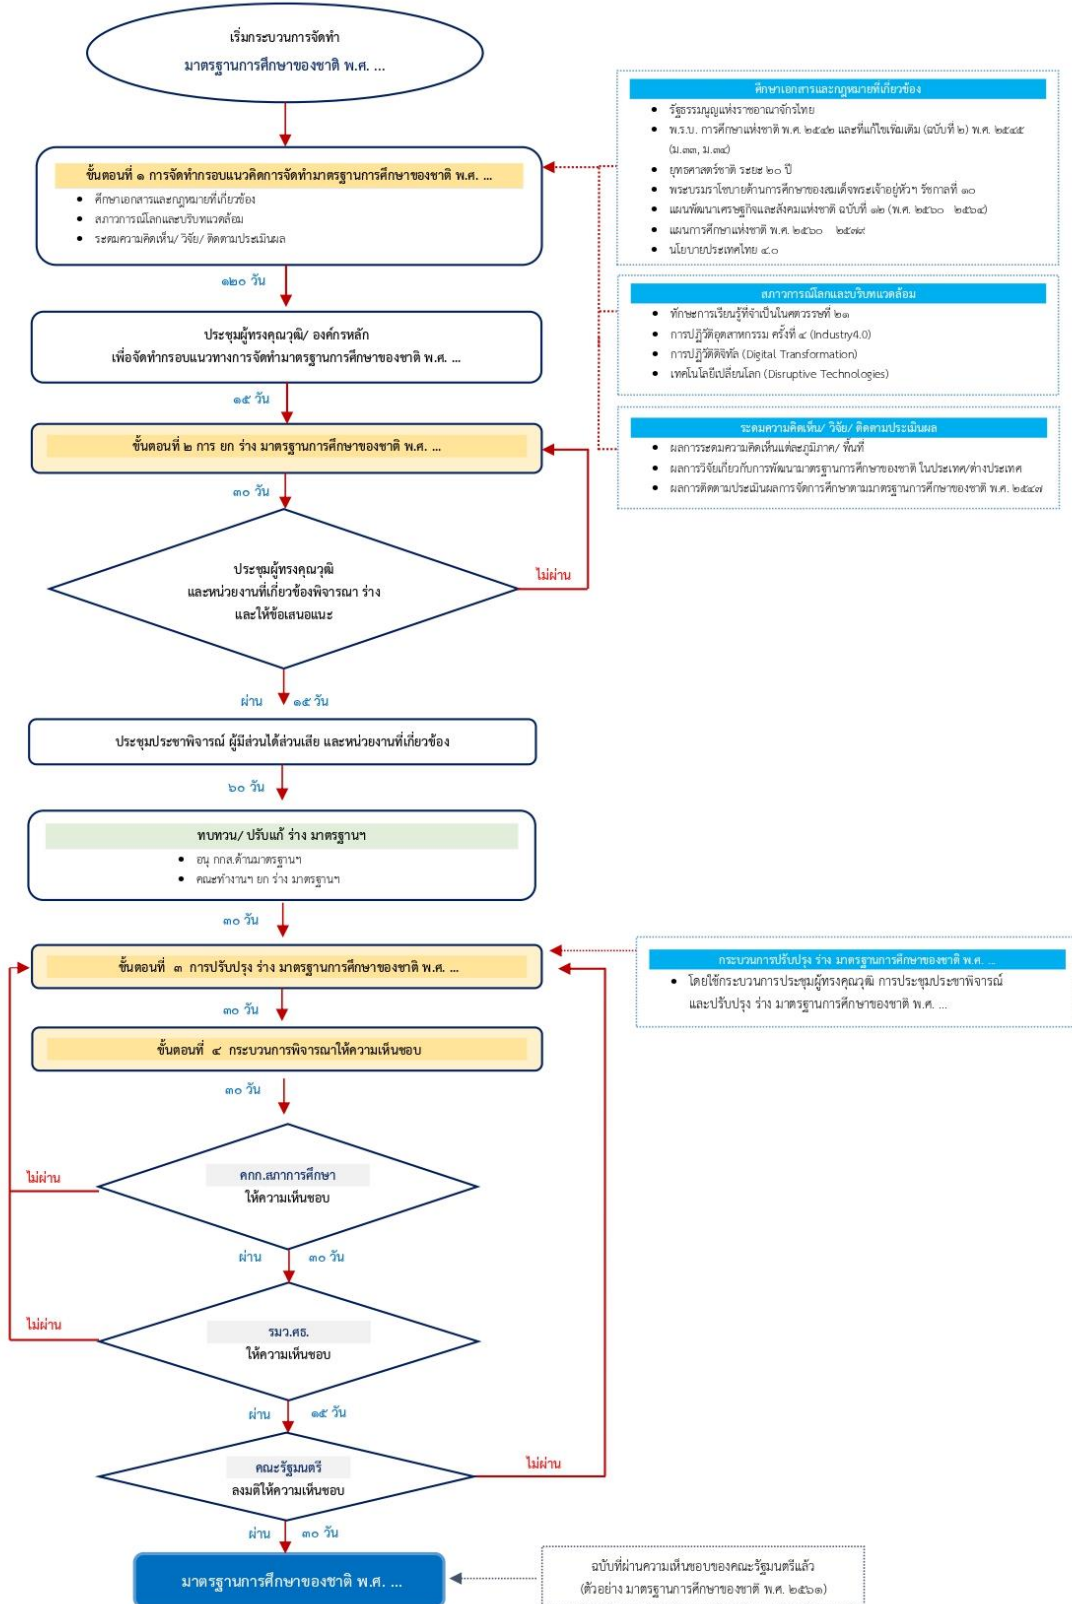 เริ่มกระบวนการจัดทำ
มาตรฐานการศึกษาของชาติ พ.ศ. ...
ศึกษาเอกสารและกฎหมายที่เกี่ยวข้อง
• รัฐธรรมนูญแห่งราชอาณาจักรไทย
• พ.ร.บ. การศึกษาแห่งชาติ พ.ศ. ๒๕๔๒ และที่แก้ไขเพิ่มเติม (ฉบับที่ ๒) พ.ศ. ๒๕๔๕
(ม.๓๓, ม.๓๔)
• ยุทธศาสตร์ชาติ ระยะ ๒๐ ปี
• พระบรมราโชบายด้านการศึกษาของสมเด็จพระเจ้าอยู่หัวฯ รัชกาลที่ ๑๐
• แผนพัฒนาเศรษฐกิจและสังคมแห่งชาติ ฉบับที่ ๑๒ (พ.ศ. ๒๕๖๐ ๒๕๖๔)
• แผนการศึกษาแห่งชาติ พ.ศ. ๒๕๖๐ ๒๕๗๙
• นโยบายประเทศไทย ๔.๐
ขั้นตอนที่ ๑ การจัดทำกรอบแนวคิดการจัดทำมาตรฐานการศึกษาของชาติ พ.ศ. ...
• ศึกษาเอกสารและกฎหมายที่เกี่ยวข้อง
• สภาวการณ์โลกและบริบทแวดล้อม
• ระดมความคิดเห็น/ วิจัย/ ติดตามประเมินผล
๑๒๐ วัน
สภาวการณ์โลกและบริบทแวดล้อม
• ทักษะการเรียนรู้ที่จำเป็นในศตวรรษที่ ๒๑
• การปฏิวัติอุตสาหกรรม ครั้งที่ ๔ (Industry4.0)
• การปฏิวัติดิจิทัล (Digital Transformation)
• เทคโนโลยีเปลี่ยนโลก (Disruptive Technologies)
ประชุมผู้ทรงคุณวุฒิ/ องค์กรหลัก
เพื่อจัดทำกรอบแนวทางการจัดทำมาตรฐานการศึกษาของชาติ พ.ศ. ...
๑๕ วัน
ระดมความคิดเห็น/ วิจัย/ ติดตามประเมินผล
• ผลการระดมความคิดเห็นแต่ละภูมิภาค/ พื้นที่
• ผลการวิจัยเกี่ยวกับการพัฒนามาตรฐานการศึกษาของชาติ ในประเทศ/ต่างประเทศ
• ผลการติดตามประเมินผลการจัดการศึกษาตามมาตรฐานการศึกษาของชาติ พ.ศ. ๒๕๔๗
ขั้นตอนที่ ๒ การ ยก ร่าง มาตรฐานการศึกษาของชาติ พ.ศ. ...
๓๐ วัน
ประชุมผู้ทรงคุณวุฒิ
และหน่วยงานที่เกี่ยวข้องพิจารณา ร่าง
และให้ข้อเสนอแนะ
ไม่ผ่าน
ผ่าน ๑๕ วัน
ประชุมประชาพิจารณ์ ผู้มีส่วนได้ส่วนเสีย และหน่วยงานที่เกี่ยวข้อง
๖๐ วัน
ทบทวน/ ปรับแก้ ร่าง มาตรฐานฯ
• อนุ กกส.ด้านมาตรฐานฯ
• คณะทำงานฯ ยก ร่าง มาตรฐานฯ
๓๐ วัน
ขั้นตอนที่ ๓ การปรับปรุง ร่าง มาตรฐานการศึกษาของชาติ พ.ศ. ...
กระบวนการปรับปรุง ร่าง มาตรฐานการศึกษาของชาติ พ.ศ. ...
• โดยใช้กระบวนการประชุมผู้ทรงคุณวุฒิ การประชุมประชาพิจารณ์
และปรับปรุง ร่าง มาตรฐานการศึกษาของชาติ พ.ศ. ...
๓๐ วัน
ขั้นตอนที่ ๔ กระบวนการพิจารณาให้ความเห็นชอบ
๓๐ วัน
คกก.สภาการศึกษา
ให้ความเห็นชอบ
ไม่ผ่าน
ผ่าน ๓๐ วัน
รมว.ศธ.
ให้ความเห็นชอบ
ไม่ผ่าน
ผ่าน ๑๕ วัน
คณะรัฐมนตรี
ลงมติให้ความเห็นชอบ
ไม่ผ่าน
ผ่าน ๓๐ วัน
มาตรฐานการศึกษาของชาติ พ.ศ. ...
ฉบับที่ผ่านความเห็นชอบของคณะรัฐมนตรีแล้ว
(ตัวอย่าง มาตรฐานการศึกษาของชาติ พ.ศ. ๒๕๖๑)